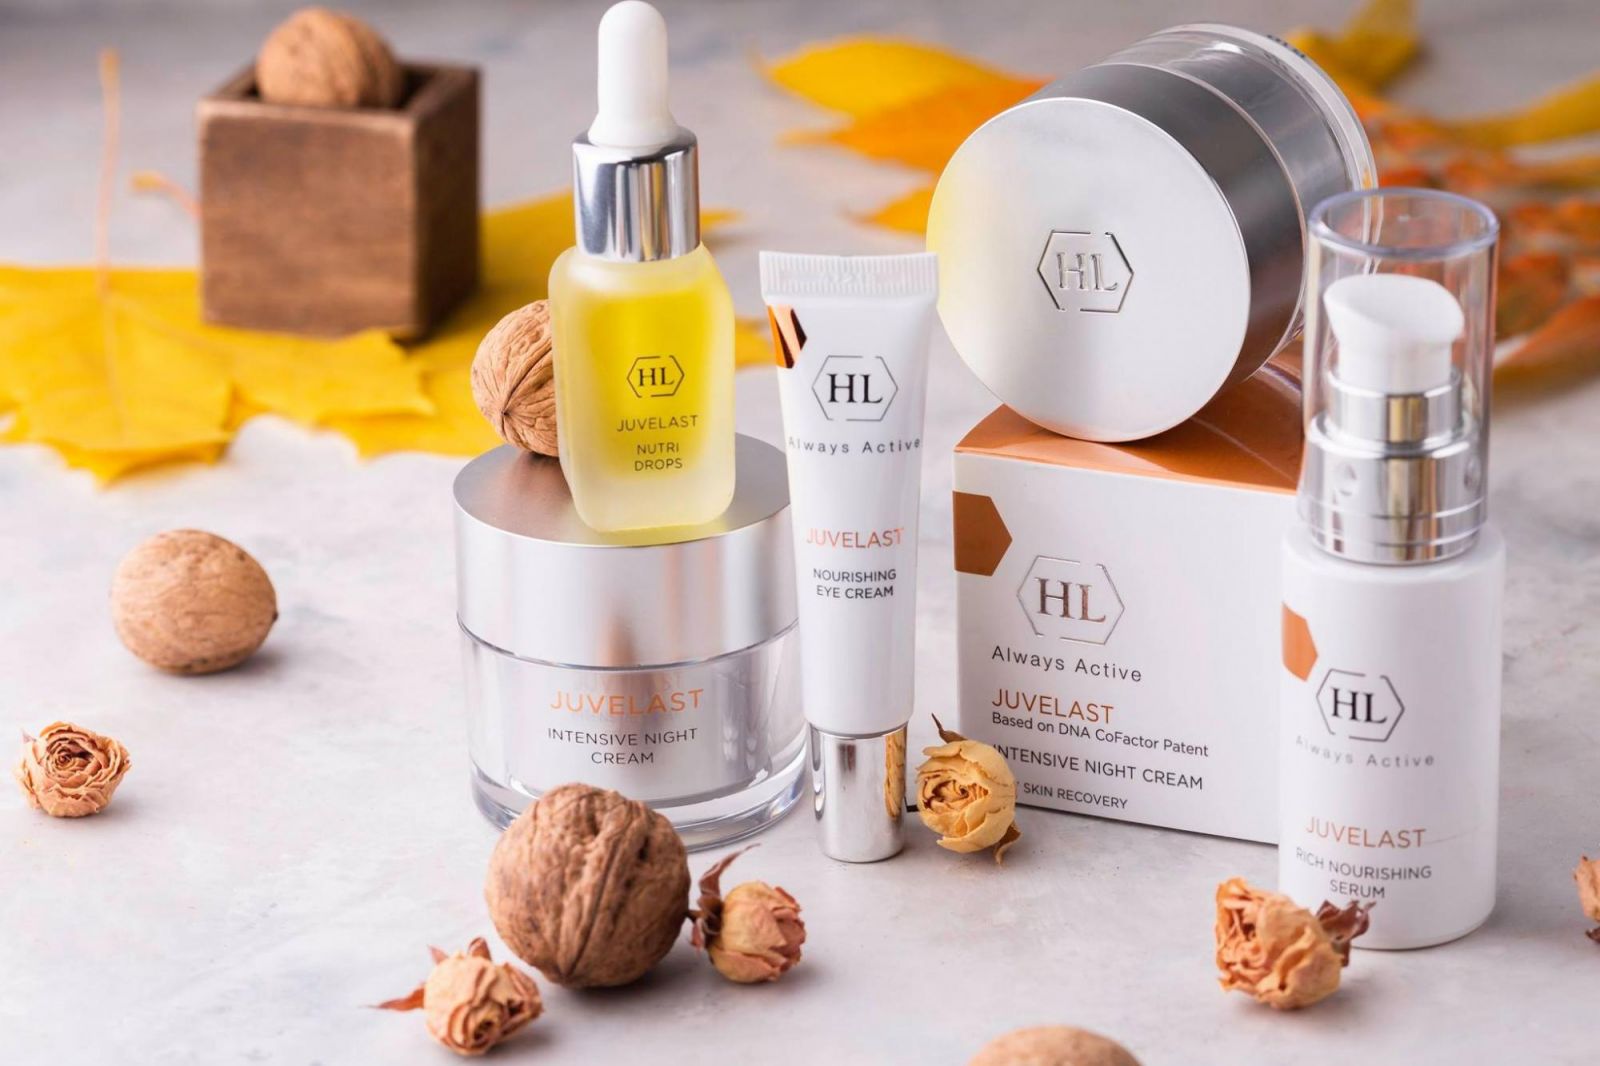 HL
JUVELAST
NUTRI
DROPS
JUVELAST
INTENSIVE NIGHT
CREAM
HL
Always Active
JUVELAST
NOURISHING
EYE CREAM
HL
HL
Always Active
JUVELAST
Based on DNA CoFactor Patent
INTENSIVE NIGHT CREAM
SKIN RECOVERY
HL
Always Active
JUVELAST
RICH NOURISHING
SERUM